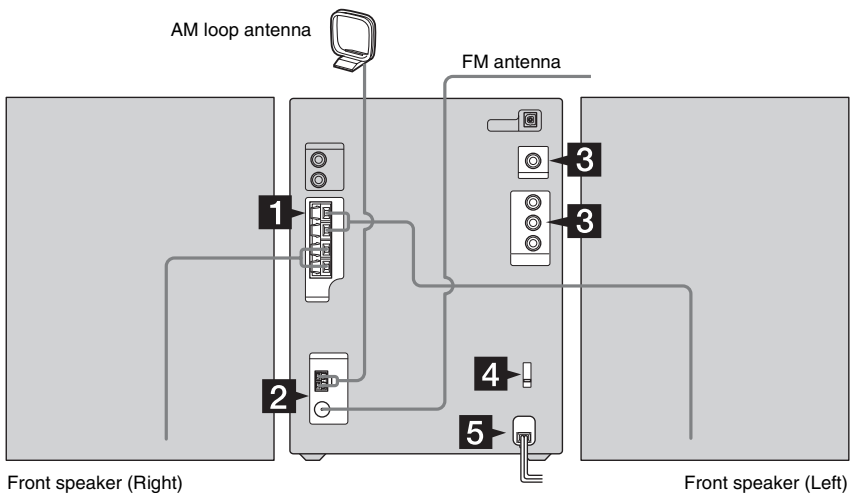 AM loop antenna
FM antenna
3
1
3
4
2
5
Front speaker (Right)
Front speaker (Left)